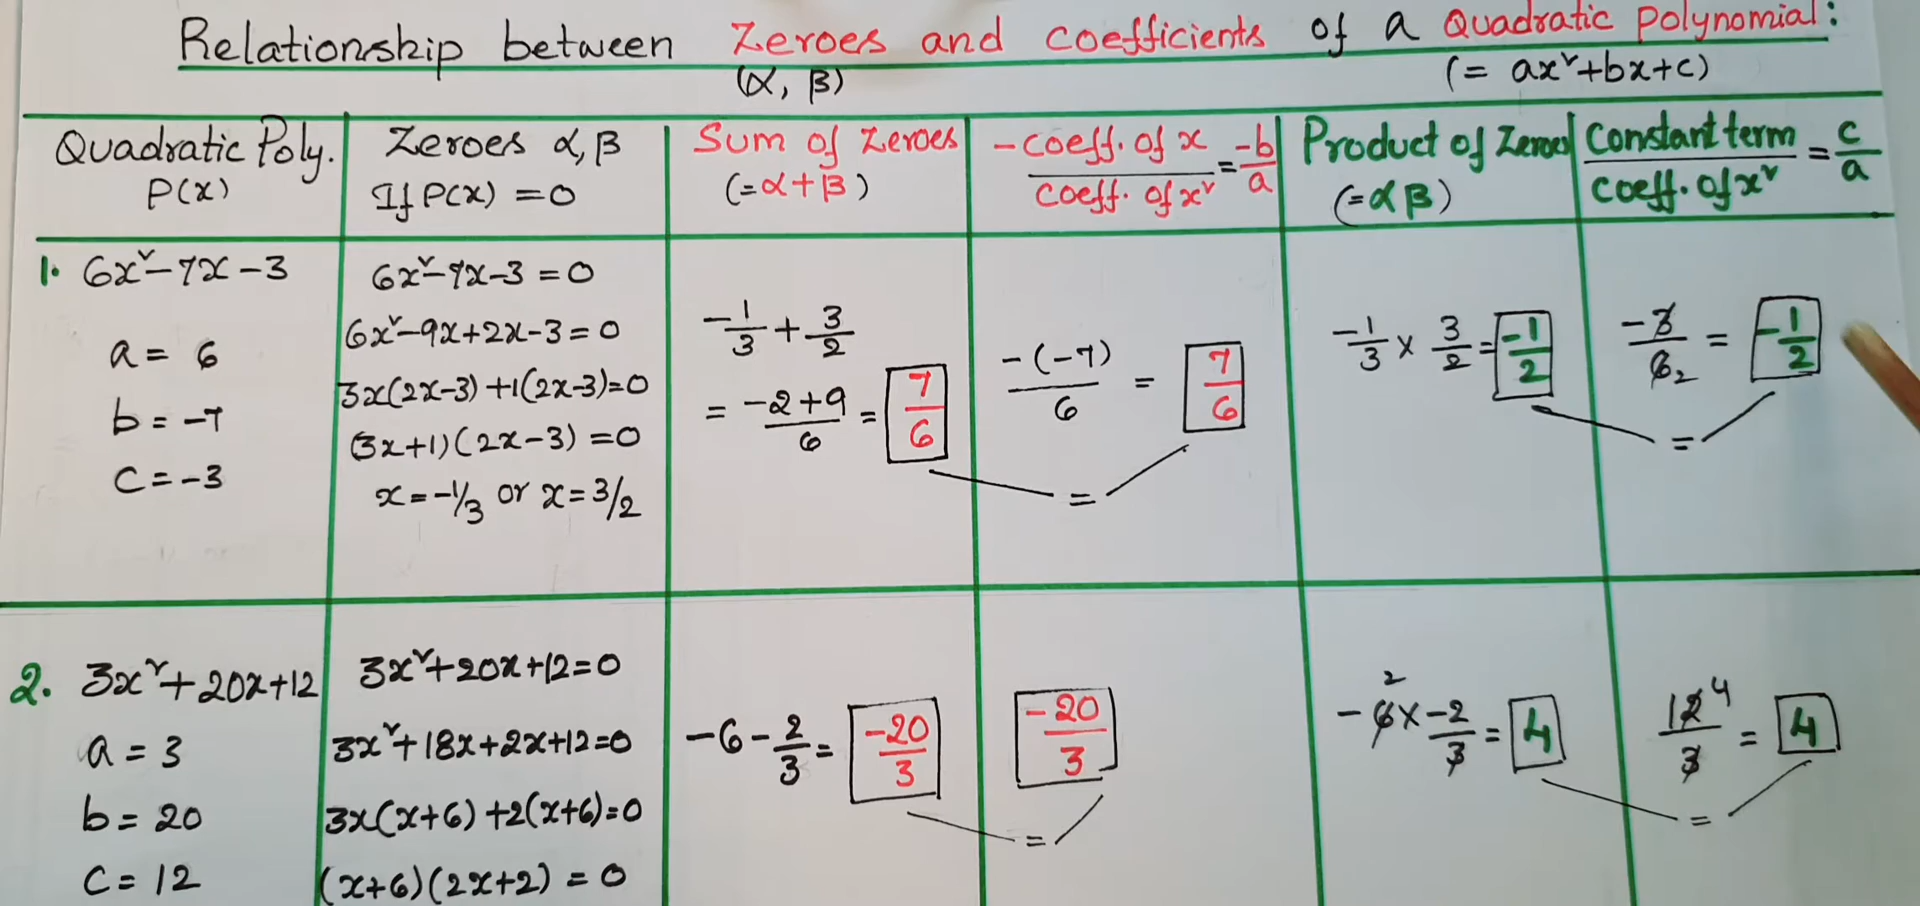 Relationship between Zeroes and coefficients of a Quadratic Polynomial:
(α, β)
(= ax²+bx+c)
Quadratic Poly.
P(x)
Zeroes α, β
If P(x) = 0
Sum of Zeroes
(=α+β)
-coeff. of x / coeff. of x² = -b/a
Product of Zeroes
(=αβ)
Constant term / coeff. of x² = c/a
1. 6x²-7x-3
a = 6
b = -7
c = -3
6x²-7x-3 = 0
6x²-9x+2x-3 = 0
3x(2x-3)+1(2x-3)=0
(3x+1)(2x-3) = 0
x = -1/3 or x = 3/2
-1/3 + 3/2
= -2+9/6 = 7/6
-(-7)/6 = 7/6
=
-1/3 × 3/2 = -1/2
-3/6 2 = -1/2
=
2. 3x²+20x+12
a = 3
b = 20
c = 12
3x²+20x+12=0
3x²+18x+2x+12=0
3x(x+6)+2(x+6)=0
(x+6)(2x+2) = 0
-6 - 2/3 = -20/3
-20/3
=
2
-6 × -2/3 = 4
12 4/3 = 4
=